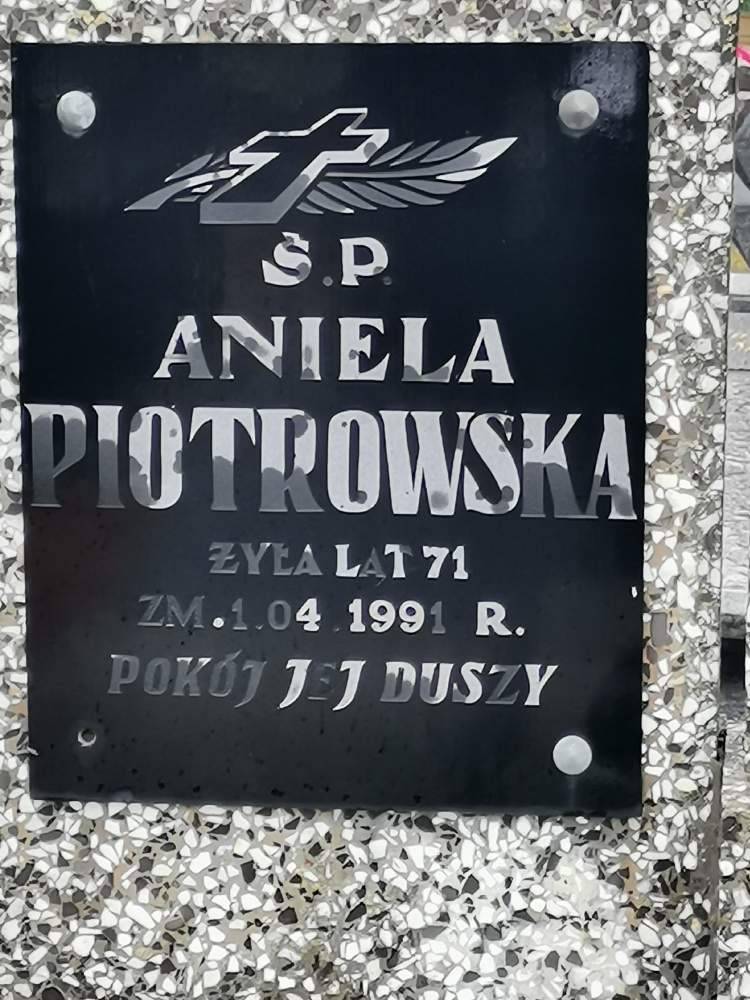 Ś.P.
ANIELA
PIOTROWSKA
ŻYŁA LAT 71
ZM.1.04.1991 R.
POKÓJ JEJ DUSZY